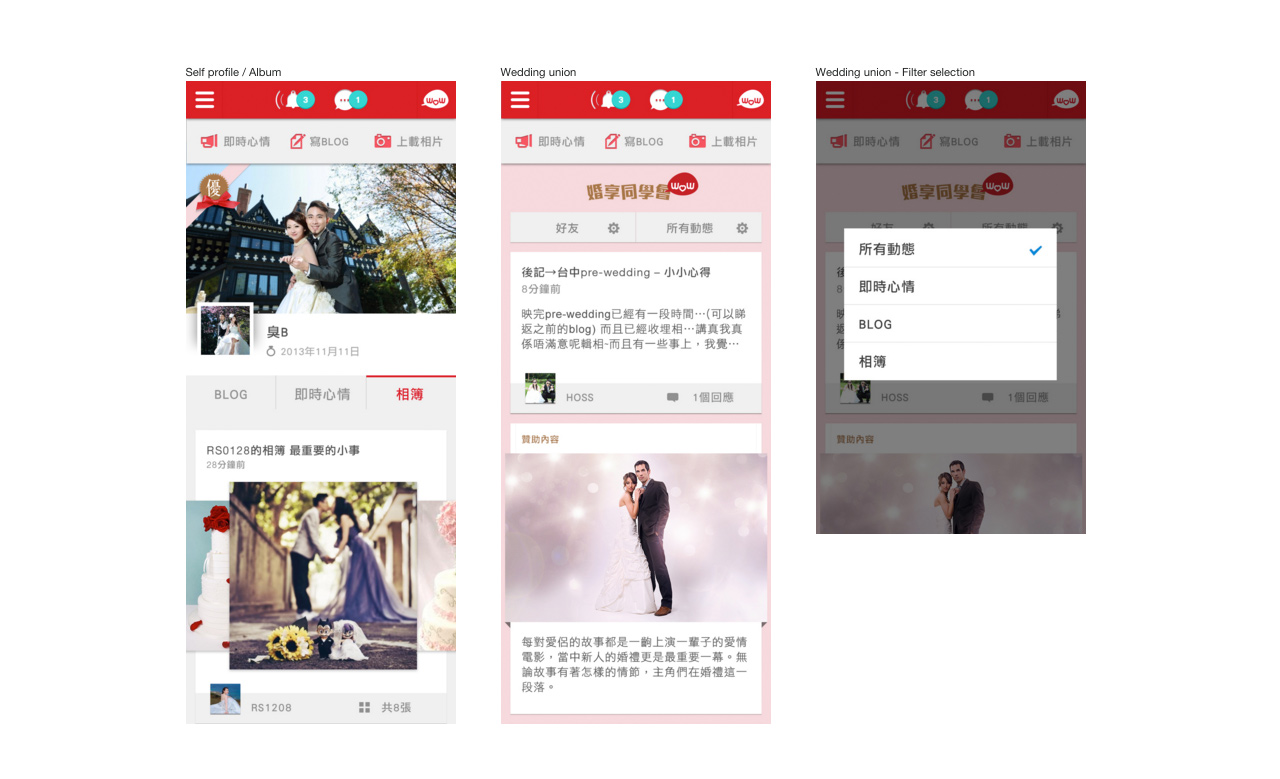 Self profile / Album
3
1
WOW
即時心情
寫BLOG
上載相片
優
臭B
2013年11月11日
BLOG
即時心情
相簿
RS0128的相簿 最重要的小事
28分鐘前
RS1208
共8張
Wedding union
3
1
WOW
即時心情
寫BLOG
上載相片
婚享同學會
WOW
好友
所有動態
後記→台中pre-wedding – 小小心得
8分鐘前
映完pre-wedding已經有一段時間⋯(可以睇
返之前的blog) 而且已經收埋相⋯講真我真
係唔滿意呢輯相~而且有一些事上，我覺⋯
HOSS
1個回應
贊助內容
每對愛侶的故事都是一齣上演一輩子的愛情
電影，當中新人的婚禮更是最重要一幕。無
論故事有著怎樣的情節，主角們在婚禮這一
段落。
Wedding union - Filter selection
3
1
WOW
即時心情
寫BLOG
上載相片
婚享同學會
WOW
好友
所有動態
後
8
所有動態
即時心情
BLOG
相簿
映
返
係
HOSS
1個回應
贊助內容